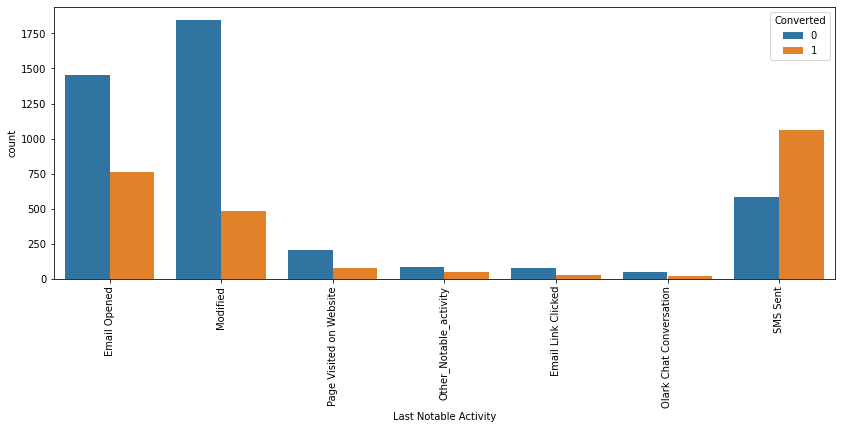 Converted
0
1
1750
1500
1250
1000
750
500
250
0
count
Email Opened
Modified
Page Visited on Website
Other_Notable_activity
Email Link Clicked
Olark Chat Conversation
SMS Sent
Last Notable Activity